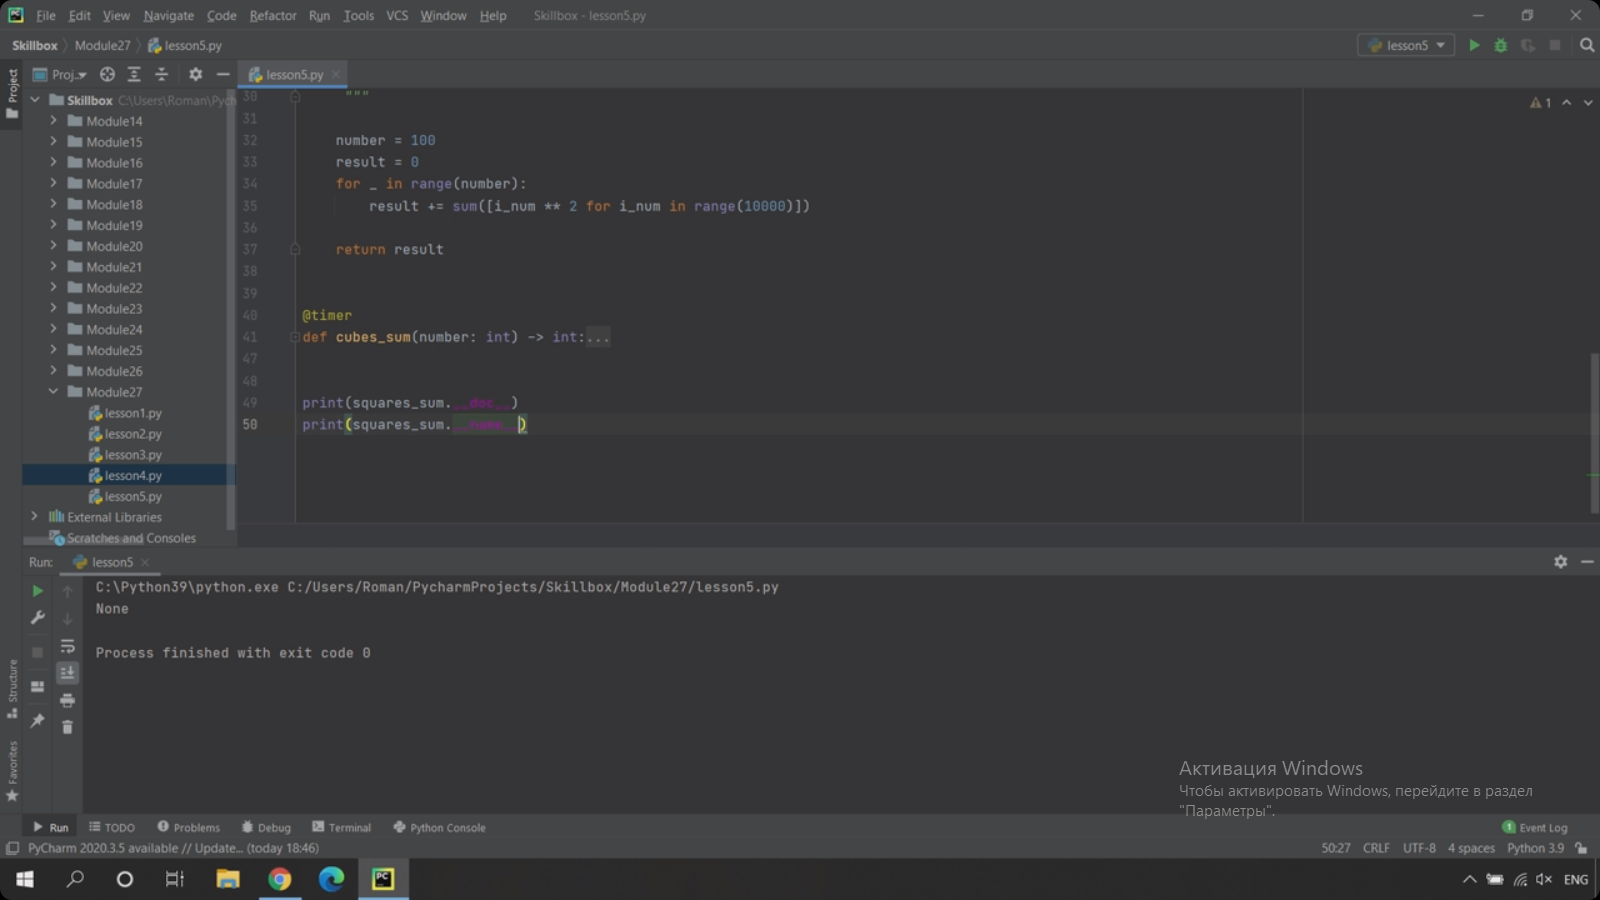 File Edit View Navigate Code Refactor Run Tools VCS Window Help Skillbox - lesson5.py
Skillbox Module27 lesson5.py
lesson5
Project
Proj..
lesson5.py
Skillbox C:\Users\Roman\Pych
Module14
Module15
Module16
Module17
Module18
Module19
Module20
Module21
Module22
Module23
Module24
Module25
Module26
Module27
lesson1.py
lesson2.py
lesson3.py
lesson4.py
lesson5.py
External Libraries
Scratches and Consoles
30 """
31
32 number = 100
33 result = 0
34 for _ in range(number):
35 result += sum([i_num ** 2 for i_num in range(10000)])
36
37 return result
38
39
40 @timer
41 def cubes_sum(number: int) -> int:...
47
48
49 print(squares_sum.__doc__)
50 print(squares_sum.__name__)
1
Run: lesson5
C:\Python39\python.exe C:/Users/Roman/PycharmProjects/Skillbox/Module27/lesson5.py
None
Process finished with exit code 0
Structure
Favorites
Активация Windows
Чтобы активировать Windows, перейдите в раздел
"Параметры".
Run TODO Problems Debug Terminal Python Console
1 Event Log
PyCharm 2020.3.5 available // Update... (today 18:46)
50:27 CRLF UTF-8 4 spaces Python 3.9
ENG